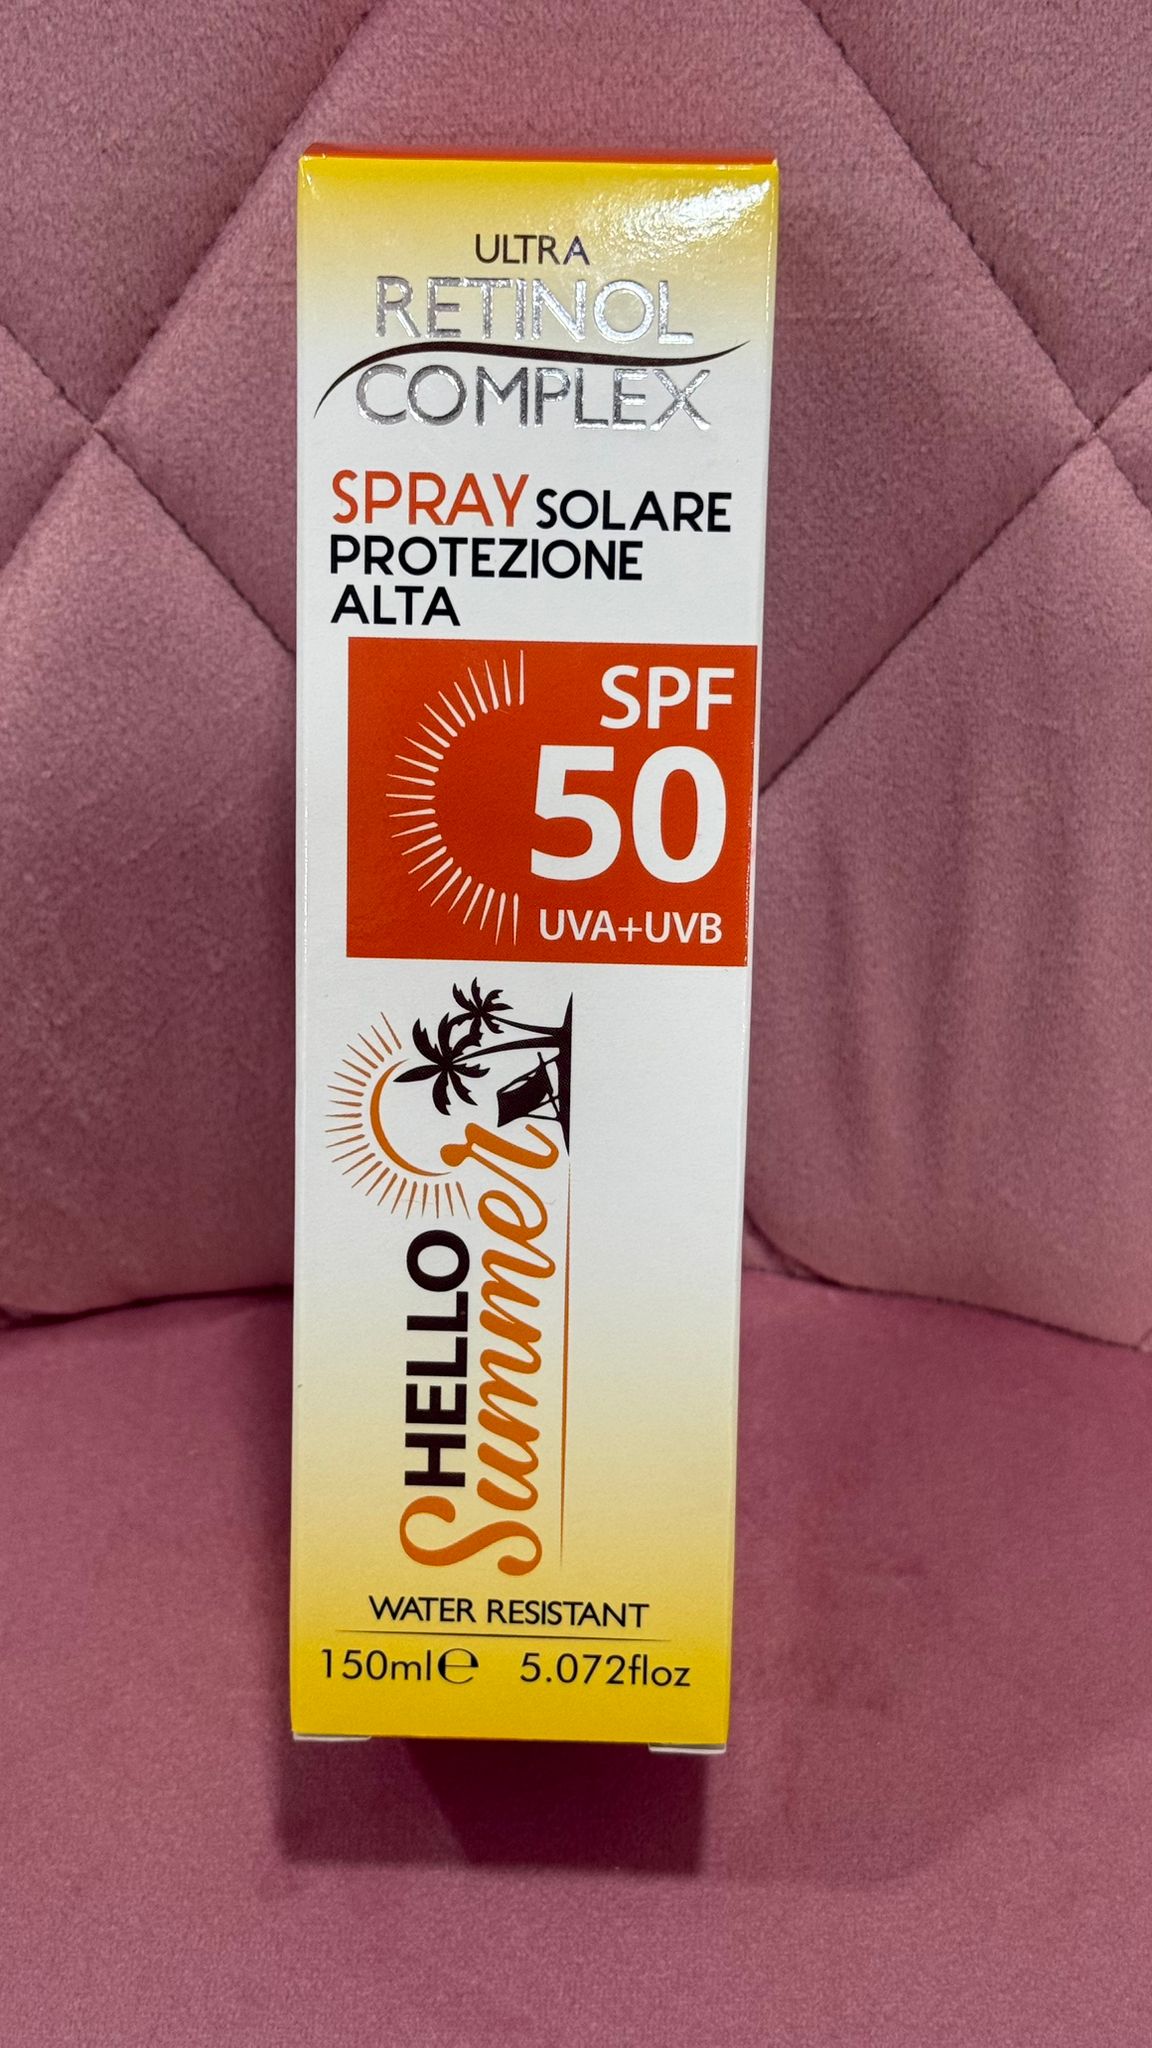 ULTRA
RETINOL
COMPLEX
SPRAY SOLARE
PROTEZIONE
ALTA
SPF
50
UVA+UVB
HELLO
Summer
WATER RESISTANT
150ml℮ 5.072floz